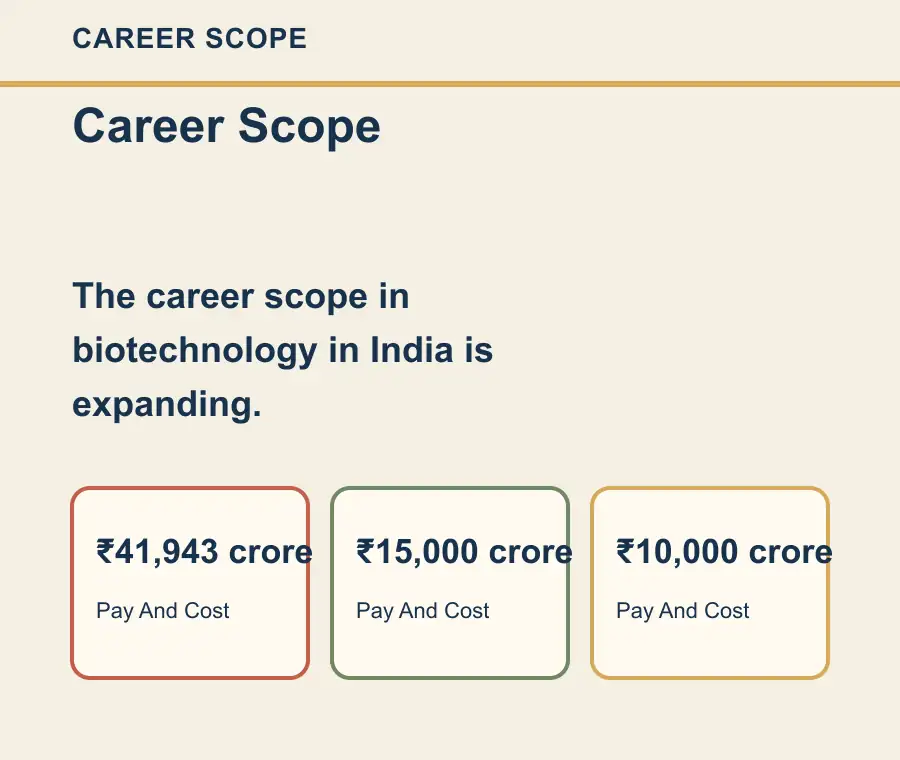 CAREER SCOPE
Career Scope
The career scope in
biotechnology in India is
expanding.
₹41,943 crore
Pay And Cost
₹15,000 crore
Pay And Cost
₹10,000 crore
Pay And Cost